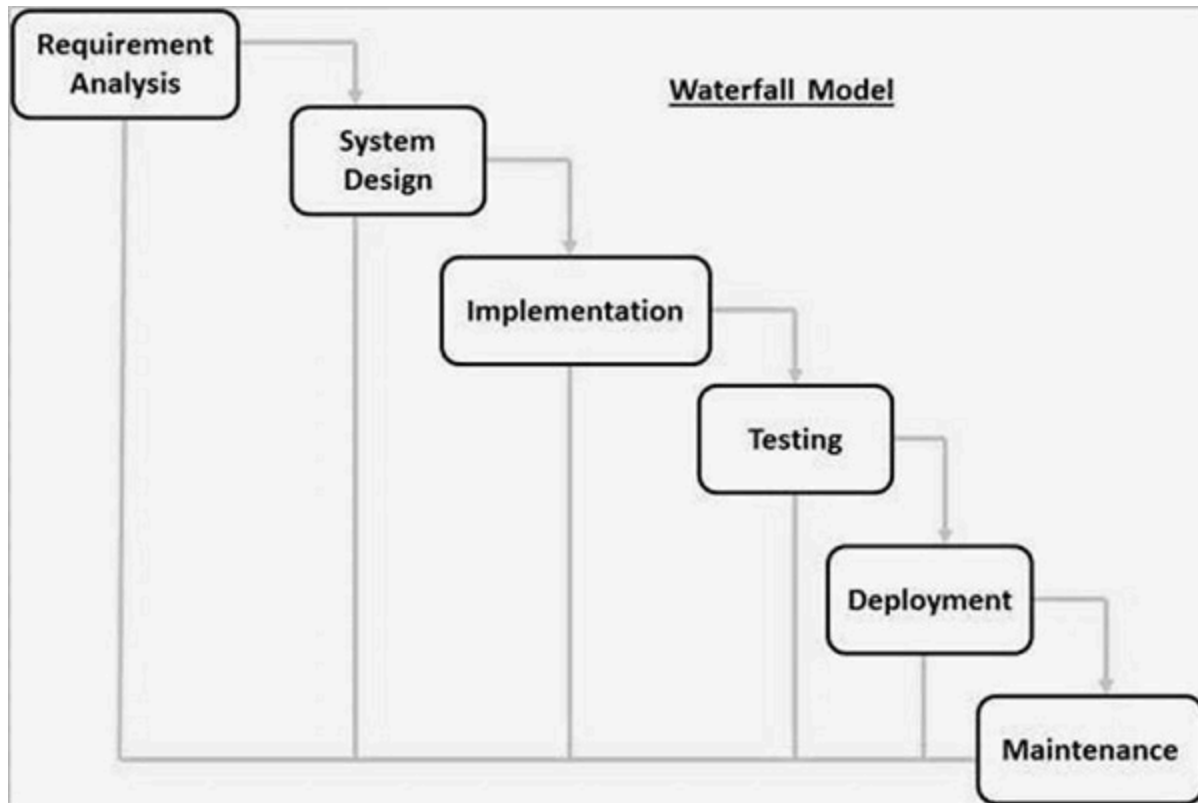 Requirement
Analysis
Waterfall Model
System
Design
Implementation
Testing
Deployment
Maintenance